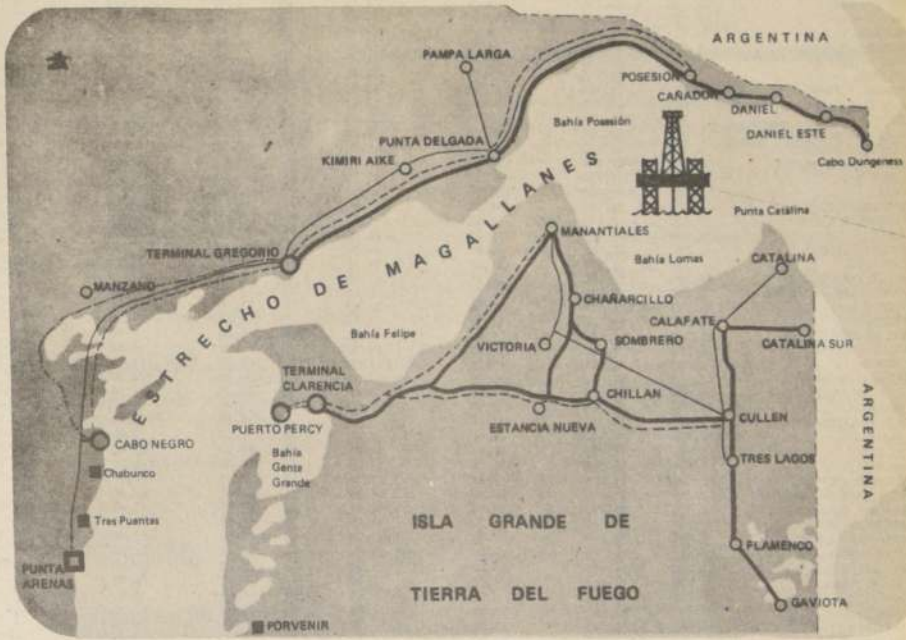 ARGENTINA
PAMPA LARGA
POSESION
CAÑADON
DANIEL
DANIEL ESTE
Cabo Dungeness
Bahía Posesión
PUNTA DELGADA
KIMIRI AIKE
Punta Catalina
MANANTIALES
ESTRECHO DE MAGALLANES
TERMINAL GREGORIO
Bahía Lomas
CATALINA
MANZANO
CHAÑARCILLO
CALAFATE
Bahía Felipe
VICTORIA
SOMBRERO
CATALINA SUR
TERMINAL
CLARENCIA
CHILLAN
PUERTO PERCY
ESTANCIA NUEVA
CULLEN
ARGENTINA
CABO NEGRO
Bahía
Gente
Grande
Chabunco
TRES LAGOS
Tres Puentes
ISLA GRANDE DE
TIERRA DEL FUEGO
FLAMENCO
PUNTA
ARENAS
GAVIOTA
PORVENIR